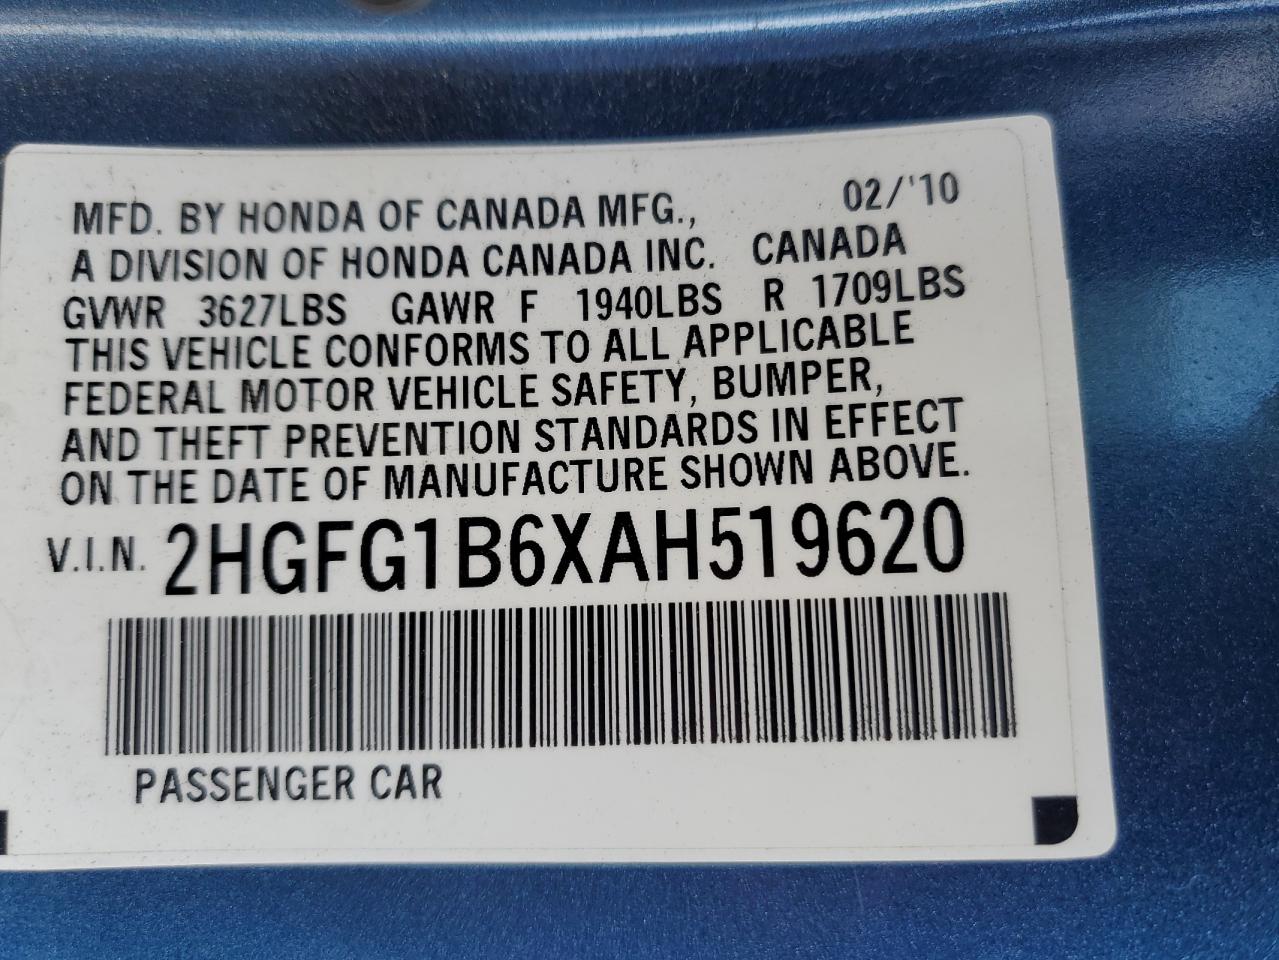 MFD. BY HONDA OF CANADA MFG., 02/'10
A DIVISION OF HONDA CANADA INC. CANADA
GVWR 3627LBS GAWR F 1940LBS R 1709LBS
THIS VEHICLE CONFORMS TO ALL APPLICABLE
FEDERAL MOTOR VEHICLE SAFETY, BUMPER,
AND THEFT PREVENTION STANDARDS IN EFFECT
ON THE DATE OF MANUFACTURE SHOWN ABOVE.
V.I.N. 2HGFG1B6XAH519620
PASSENGER CAR